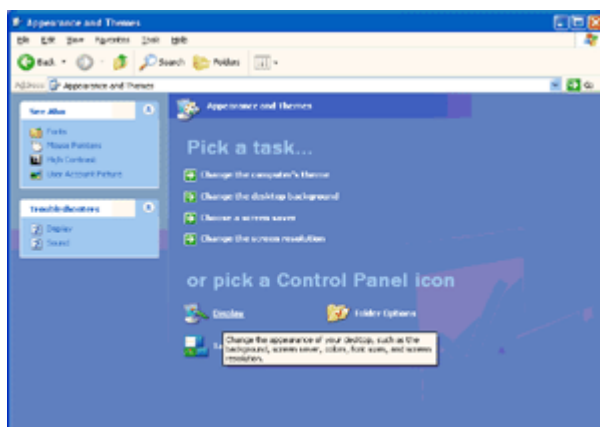 Appearance and Themes
File Edit View Favorites Tools Help
Back Search Folders
Address Appearance and Themes Go
See Also
Fonts
Mouse Pointers
High Contrast
User Account Picture
Troubleshooters
Display
Sound
Appearance and Themes
Pick a task...
Change the computer's theme
Change the desktop background
Choose a screen saver
Change the screen resolution
or pick a Control Panel icon
Display Folder Options
Change the appearance of your desktop, such as the
background, screen saver, colors, font sizes, and screen
resolution.